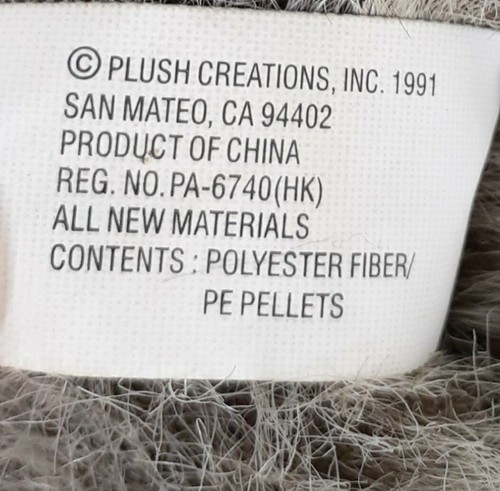 © PLUSH CREATIONS, INC. 1991
SAN MATEO, CA 94402
PRODUCT OF CHINA
REG. NO. PA-6740(HK)
ALL NEW MATERIALS
CONTENTS : POLYESTER FIBER/
PE PELLETS